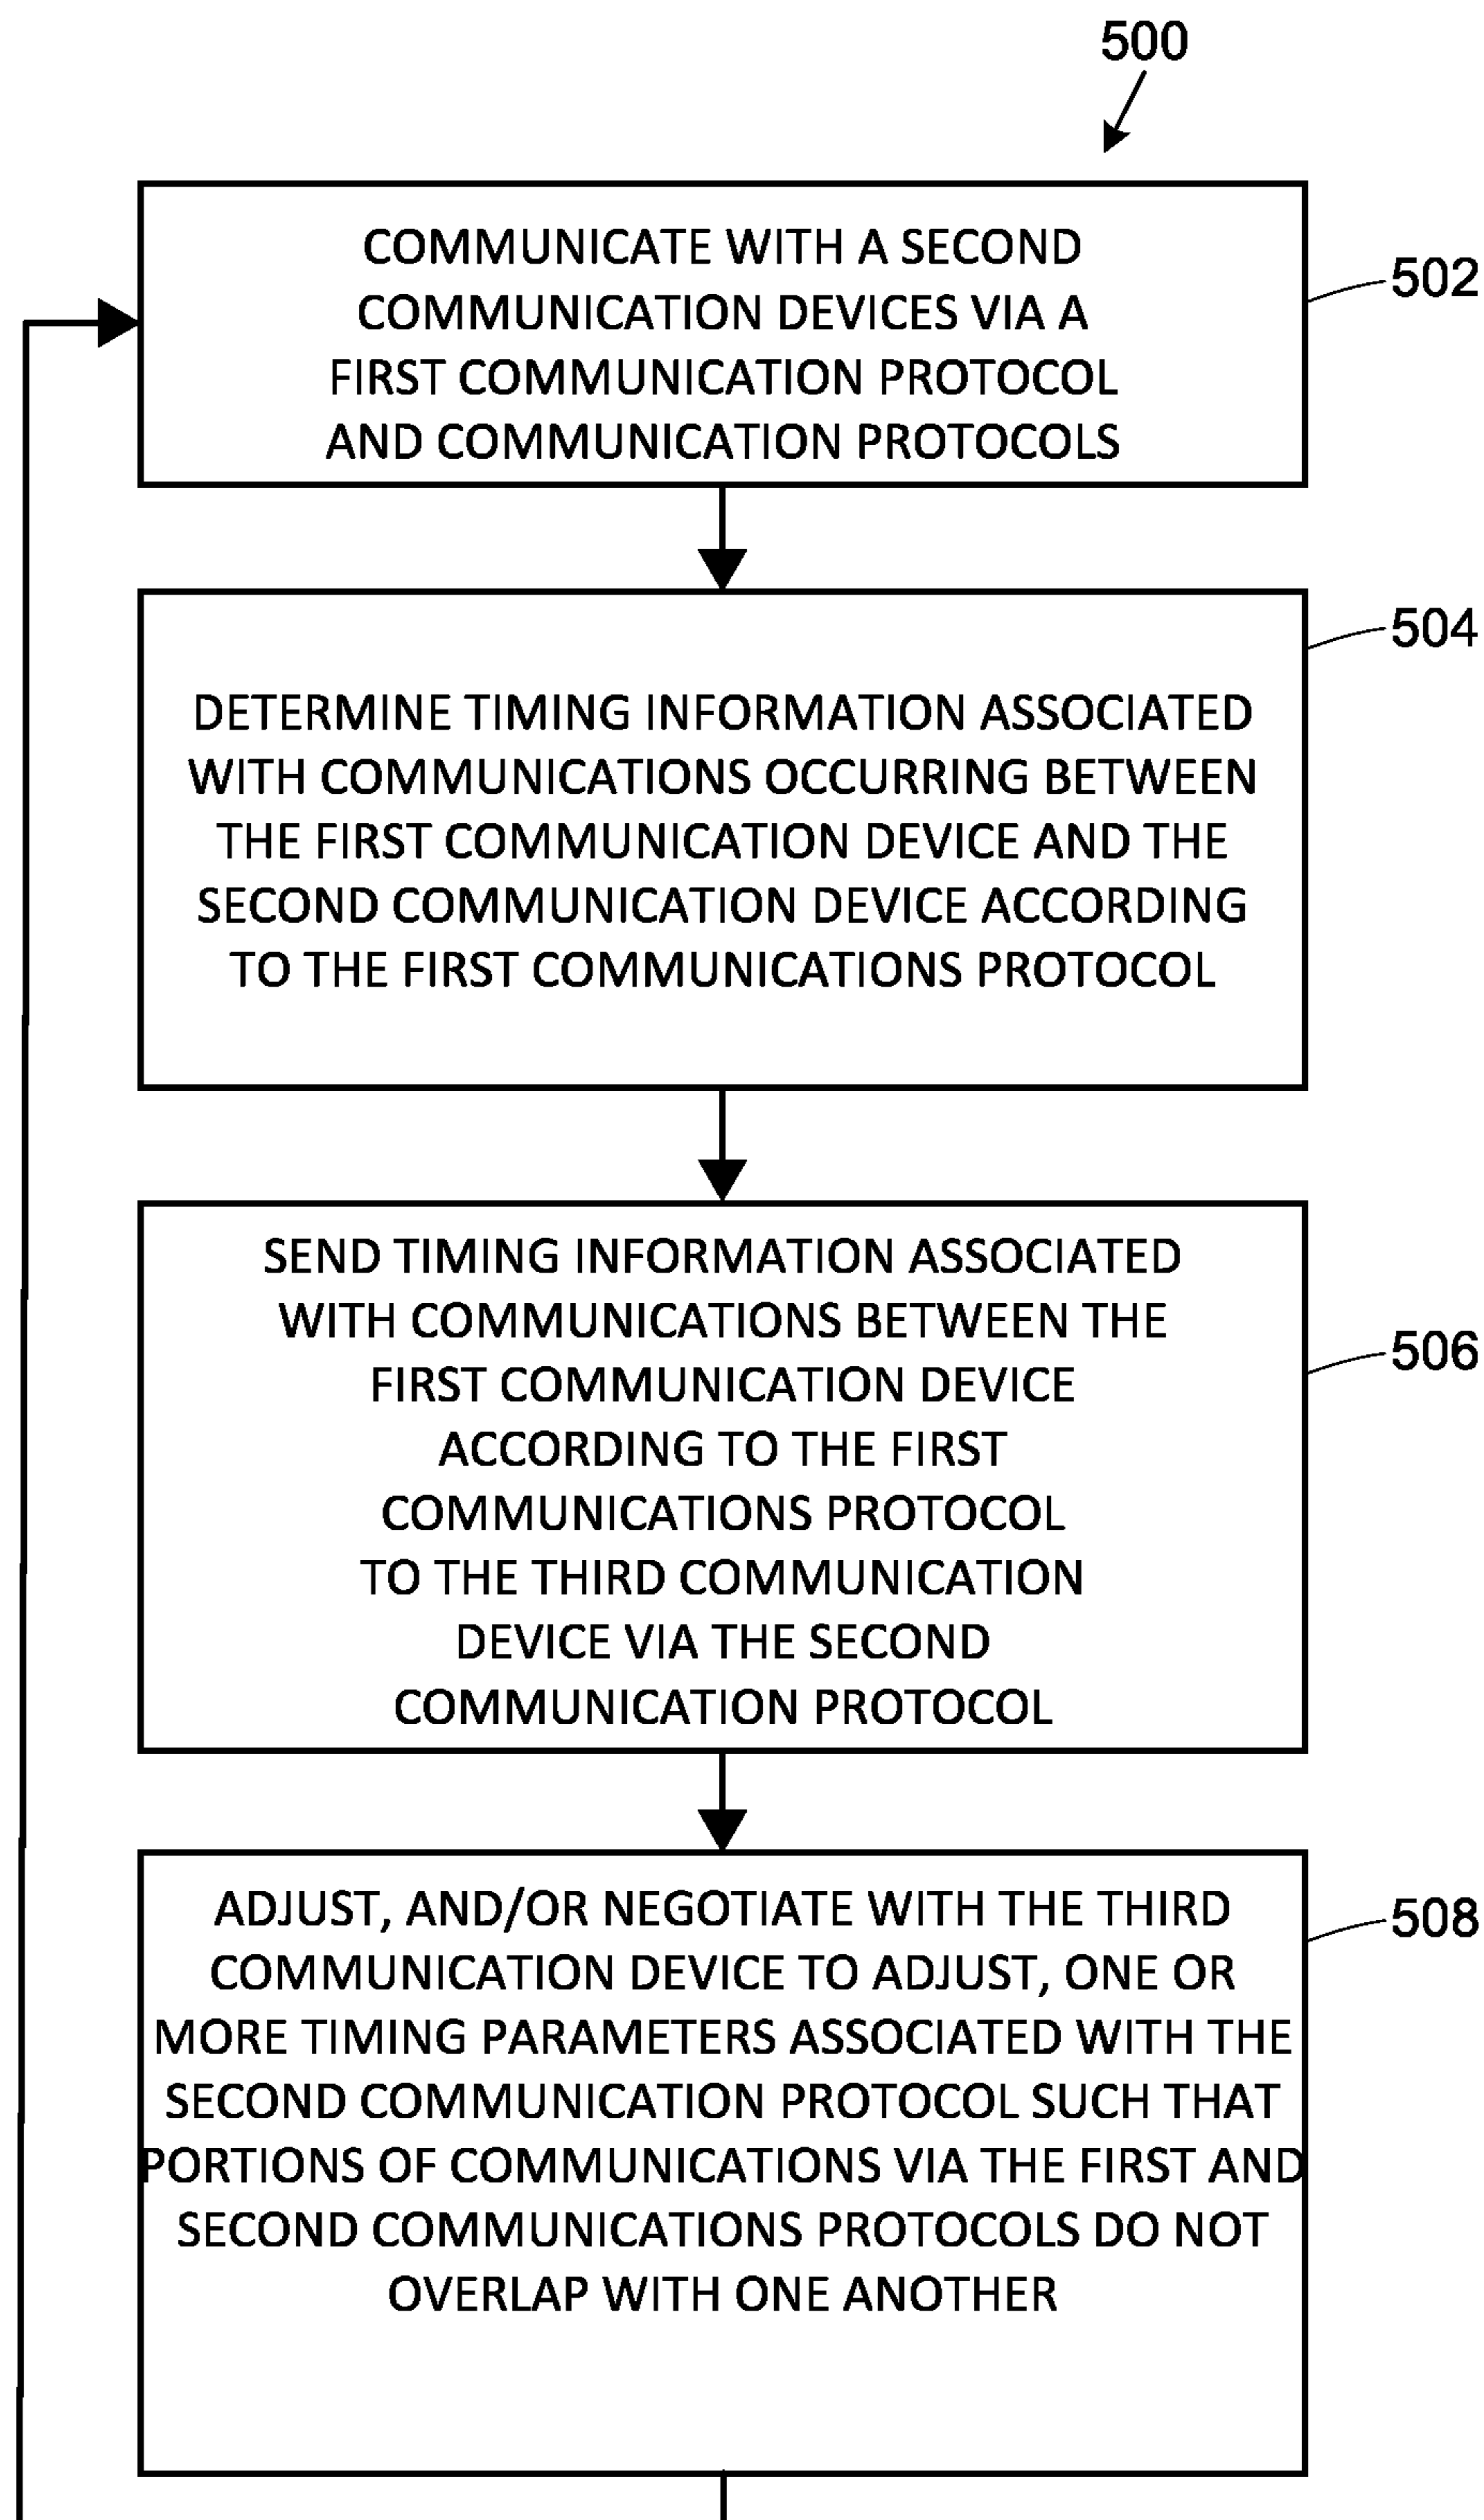 500
COMMUNICATE WITH A SECOND
COMMUNICATION DEVICES VIA A
FIRST COMMUNICATION PROTOCOL
AND COMMUNICATION PROTOCOLS
502
DETERMINE TIMING INFORMATION ASSOCIATED
WITH COMMUNICATIONS OCCURRING BETWEEN
THE FIRST COMMUNICATION DEVICE AND THE
SECOND COMMUNICATION DEVICE ACCORDING
TO THE FIRST COMMUNICATIONS PROTOCOL
504
SEND TIMING INFORMATION ASSOCIATED
WITH COMMUNICATIONS BETWEEN THE
FIRST COMMUNICATION DEVICE
ACCORDING TO THE FIRST
COMMUNICATIONS PROTOCOL
TO THE THIRD COMMUNICATION
DEVICE VIA THE SECOND
COMMUNICATION PROTOCOL
506
ADJUST, AND/OR NEGOTIATE WITH THE THIRD
COMMUNICATION DEVICE TO ADJUST, ONE OR
MORE TIMING PARAMETERS ASSOCIATED WITH THE
SECOND COMMUNICATION PROTOCOL SUCH THAT
PORTIONS OF COMMUNICATIONS VIA THE FIRST AND
SECOND COMMUNICATIONS PROTOCOLS DO NOT
OVERLAP WITH ONE ANOTHER
508